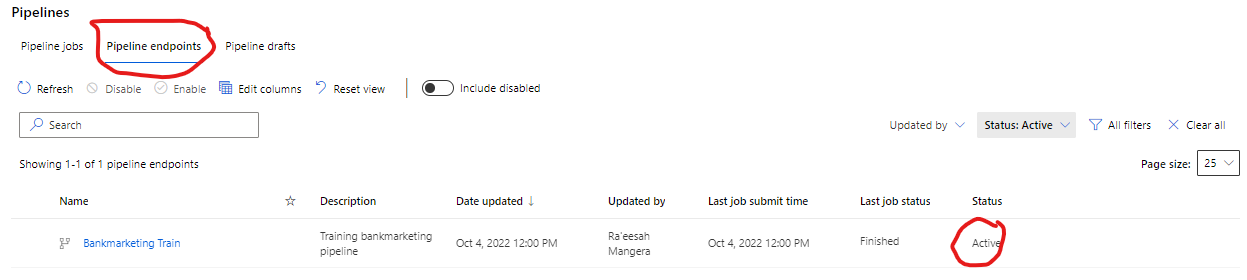 Pipelines
Pipeline jobs Pipeline endpoints Pipeline drafts
Refresh Disable Enable Edit columns Reset view Include disabled
Search Updated by Status: Active All filters Clear all
Showing 1-1 of 1 pipeline endpoints
Page size: 25
Name Description Date updated ↓ Updated by Last job submit time Last job status Status
Bankmarketing Train Training bankmarketing pipeline Oct 4, 2022 12:00 PM Ra'eesah Mangera Oct 4, 2022 12:00 PM Finished Active